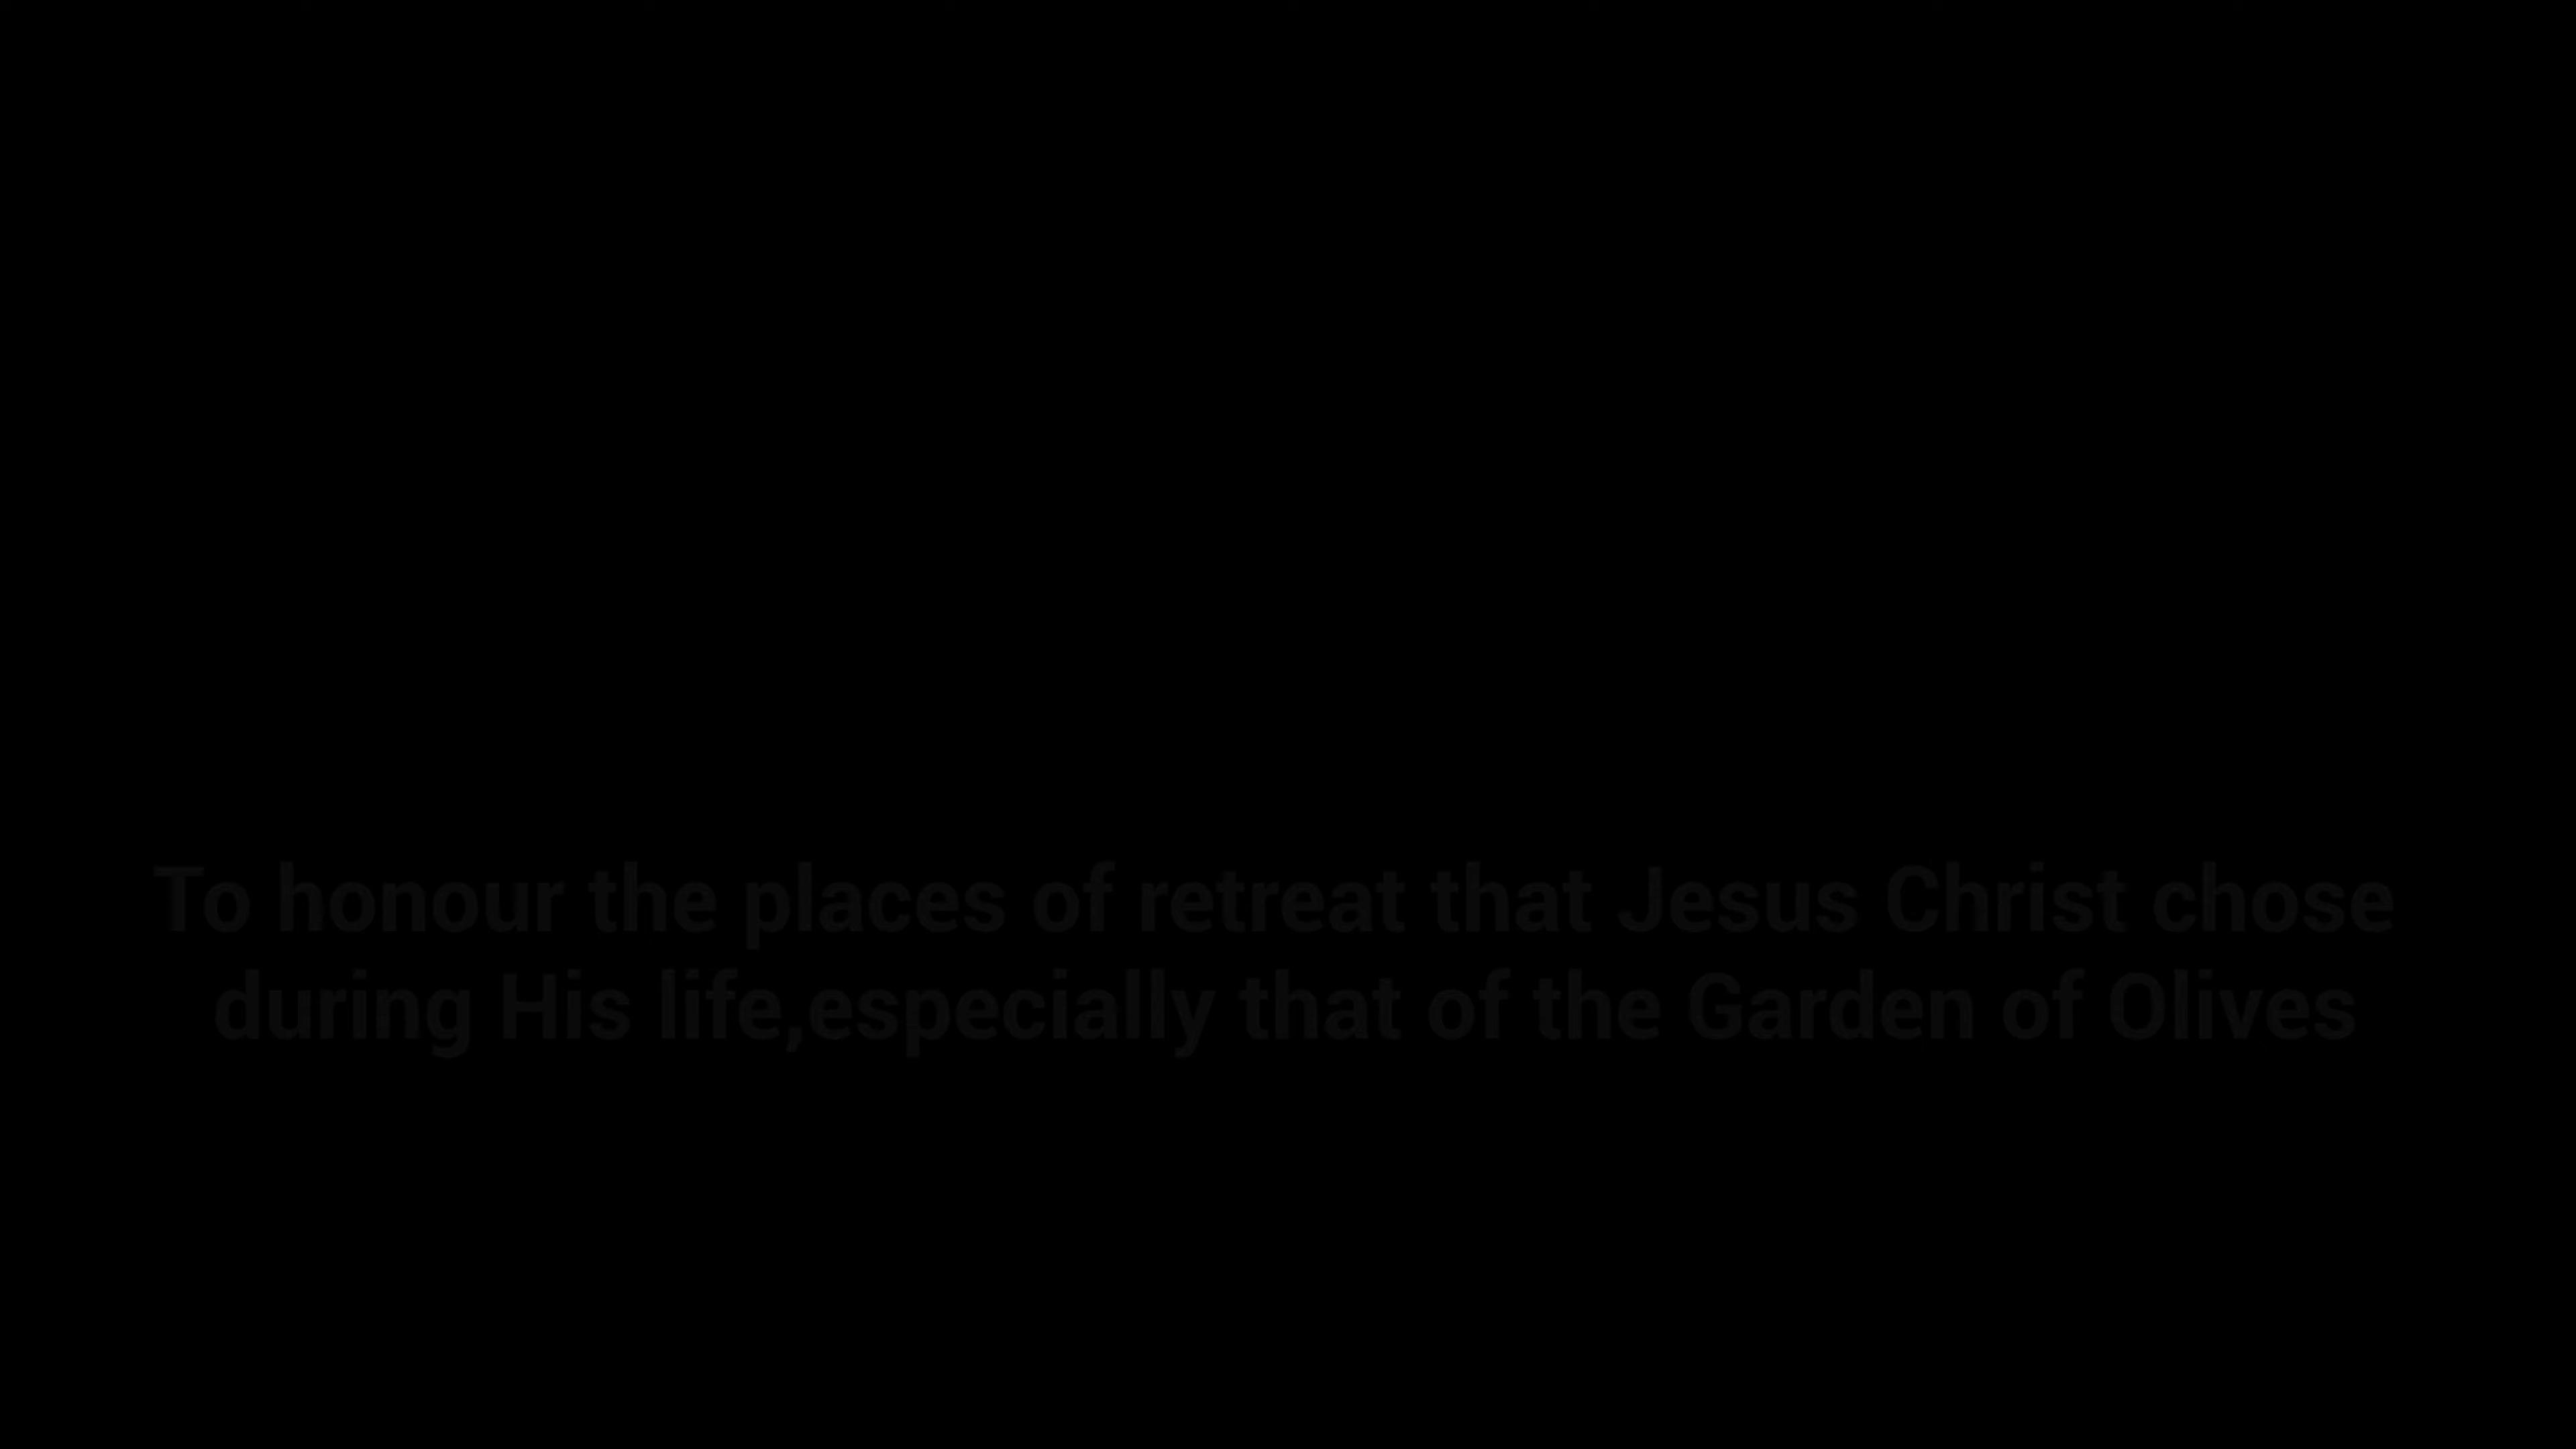 To honour the places of retreat that Jesus Christ chose
during His life,especially that of the Garden of Olives